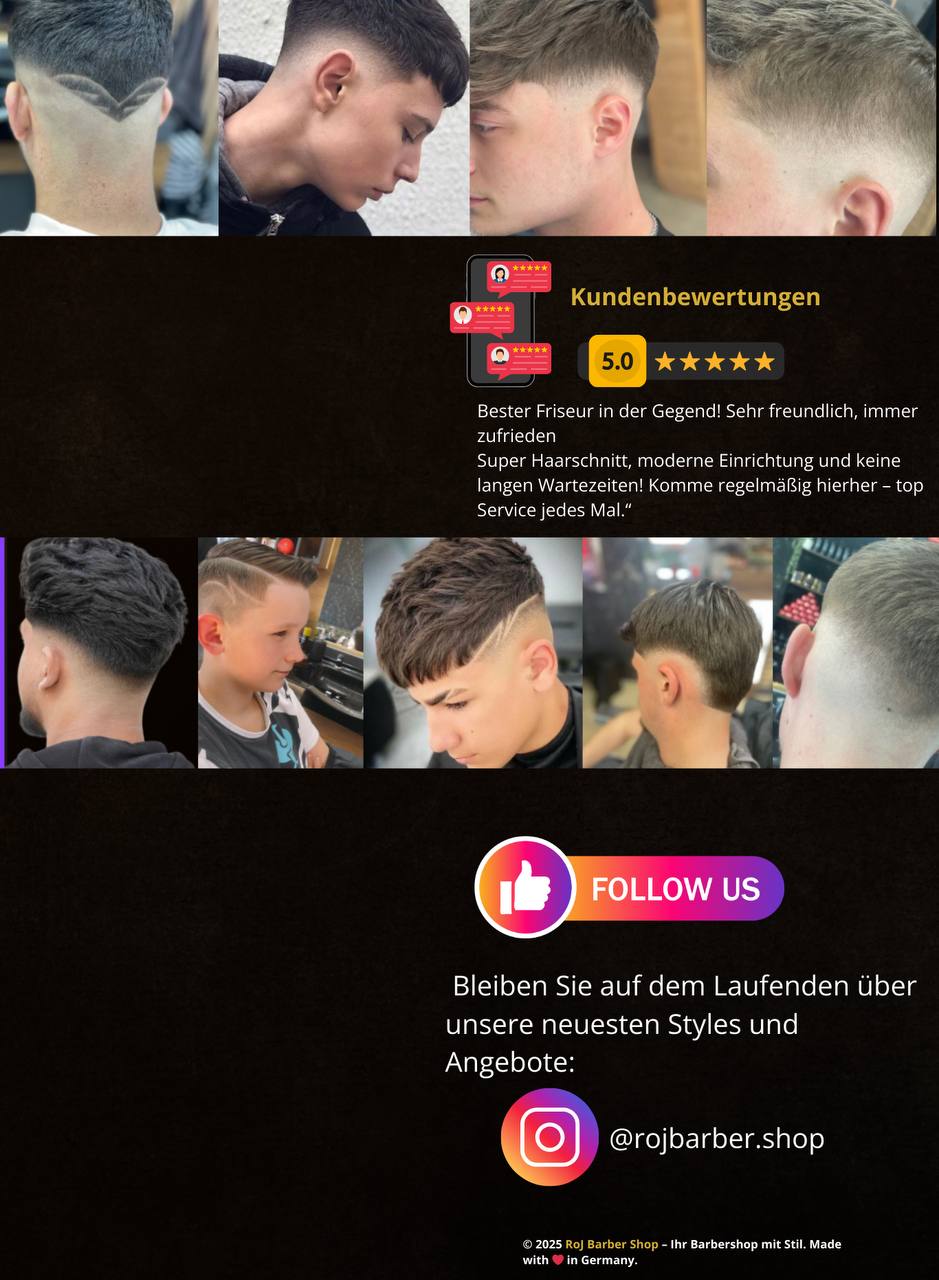 Kundenbewertungen
5.0
Bester Friseur in der Gegend! Sehr freundlich, immer
zufrieden
Super Haarschnitt, moderne Einrichtung und keine
langen Wartezeiten! Komme regelmäßig hierher – top
Service jedes Mal.“
FOLLOW US
Bleiben Sie auf dem Laufenden über
unsere neuesten Styles und
Angebote:
@rojbarber.shop
© 2025 RoJ Barber Shop – Ihr Barbershop mit Stil. Made
with ❤️ in Germany.